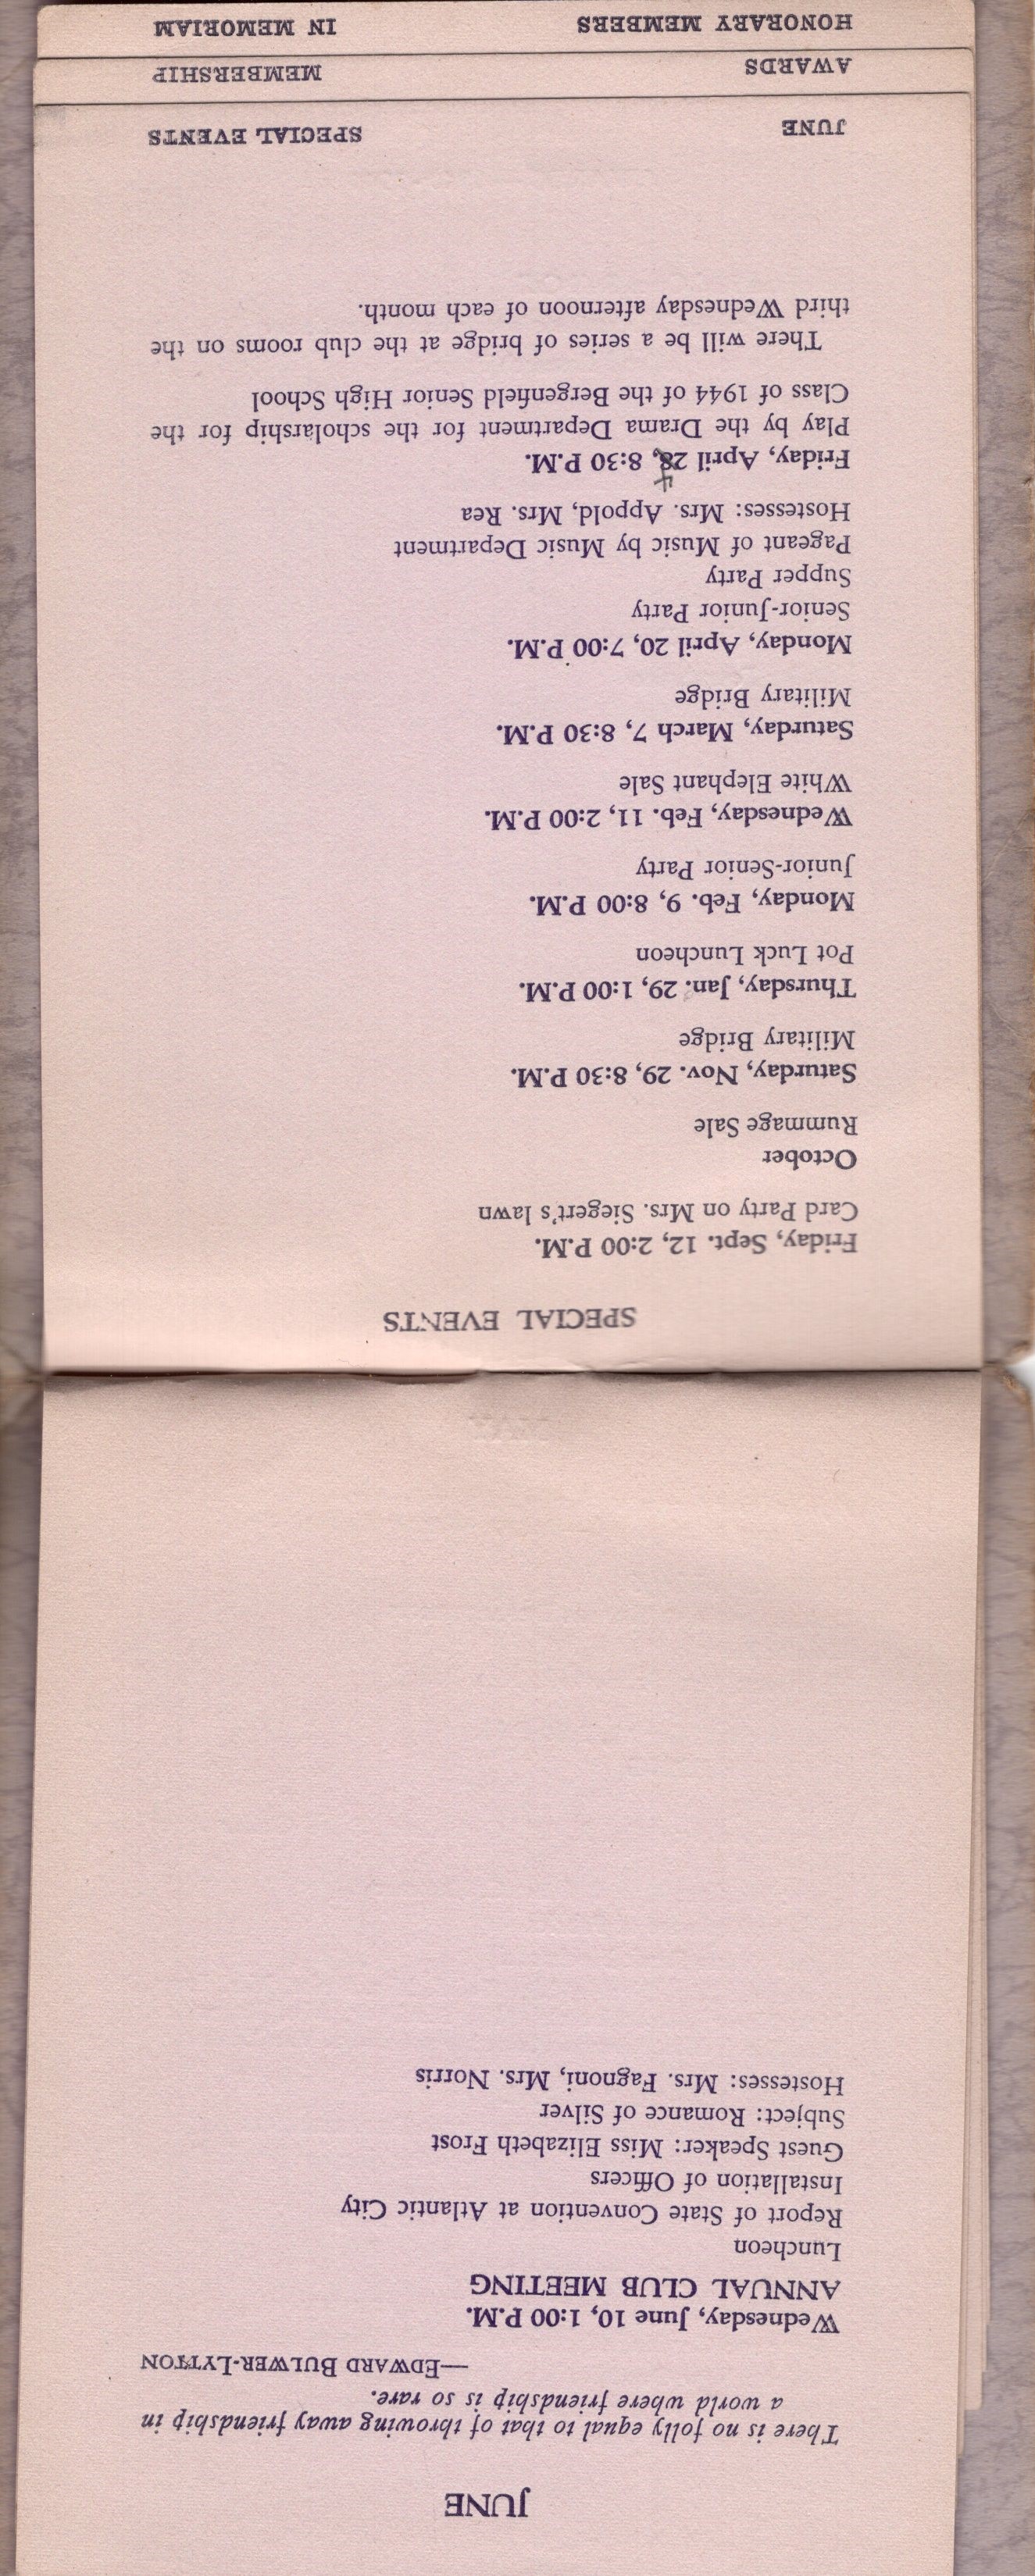 JUNE
There is no folly equal to that of throwing away friendship in
a world where friendship is so rare.
—EDWARD BULWER-LYTTON
Wednesday, June 10, 1:00 P.M.
ANNUAL CLUB MEETING
Luncheon
Report of State Convention at Atlantic City
Installation of Officers
Guest Speaker: Miss Elizabeth Frost
Subject: Romance of Silver
Hostesses: Mrs. Fagnoni, Mrs. Norris
SPECIAL EVENTS
Friday, Sept. 12, 2:00 P.M.
Card Party on Mrs. Siegert's lawn
October
Rummage Sale
Saturday, Nov. 29, 8:30 P.M.
Military Bridge
Thursday, Jan. 29, 1:00 P.M.
Pot Luck Luncheon
Monday, Feb. 9, 8:00 P.M.
Junior-Senior Party
Wednesday, Feb. 11, 2:00 P.M.
White Elephant Sale
Saturday, March 7, 8:30 P.M.
Military Bridge
Monday, April 20, 7:00 P.M.
Senior-Junior Party
Supper Party
Pageant of Music by Music Department
Hostesses: Mrs. Appold, Mrs. Rea
4
Friday, April 28, 8:30 P.M.
Play by the Drama Department for the scholarship for the
Class of 1944 of the Bergenfield Senior High School
There will be a series of bridge at the club rooms on the
third Wednesday afternoon of each month.
JUNE SPECIAL EVENTS
AWARDS MEMBERSHIP
HONORARY MEMBERS IN MEMORIAM